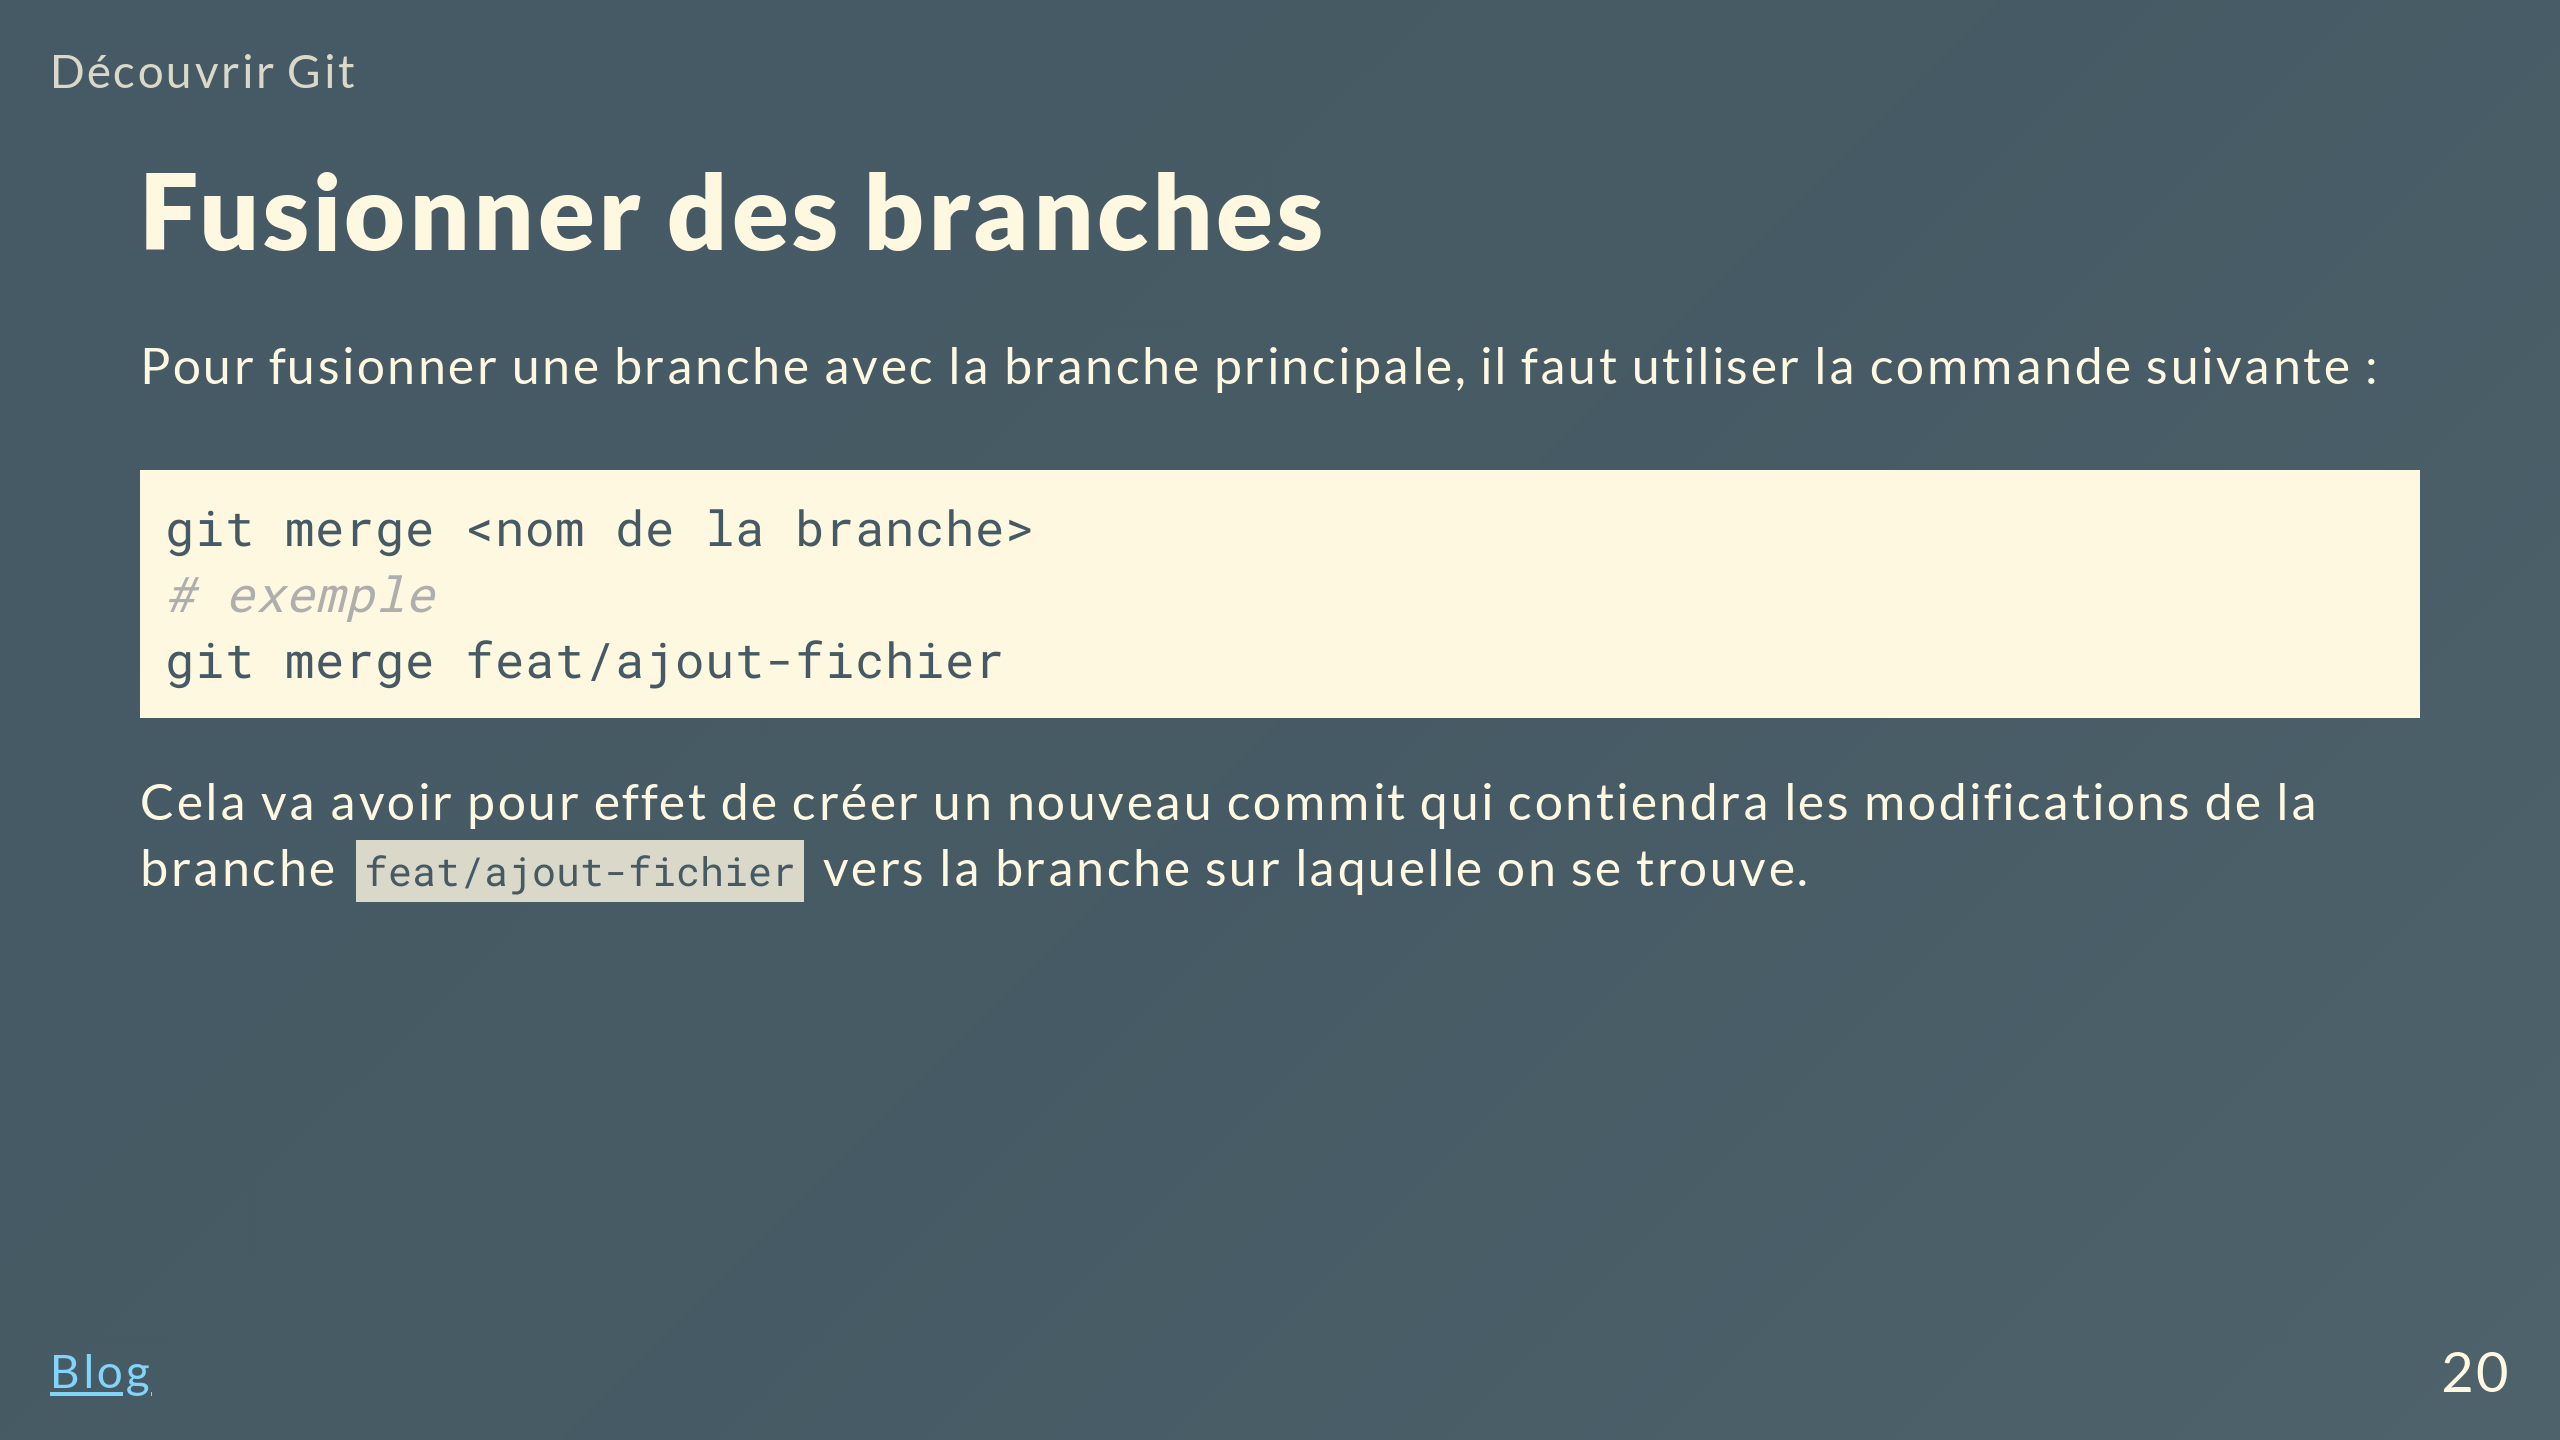 Découvrir Git
Fusionner des branches
Pour fusionner une branche avec la branche principale, il faut utiliser la commande suivante :
git merge <nom de la branche>
# exemple
git merge feat/ajout-fichier
Cela va avoir pour effet de créer un nouveau commit qui contiendra les modifications de la
branche feat/ajout-fichier vers la branche sur laquelle on se trouve.
Blog
20